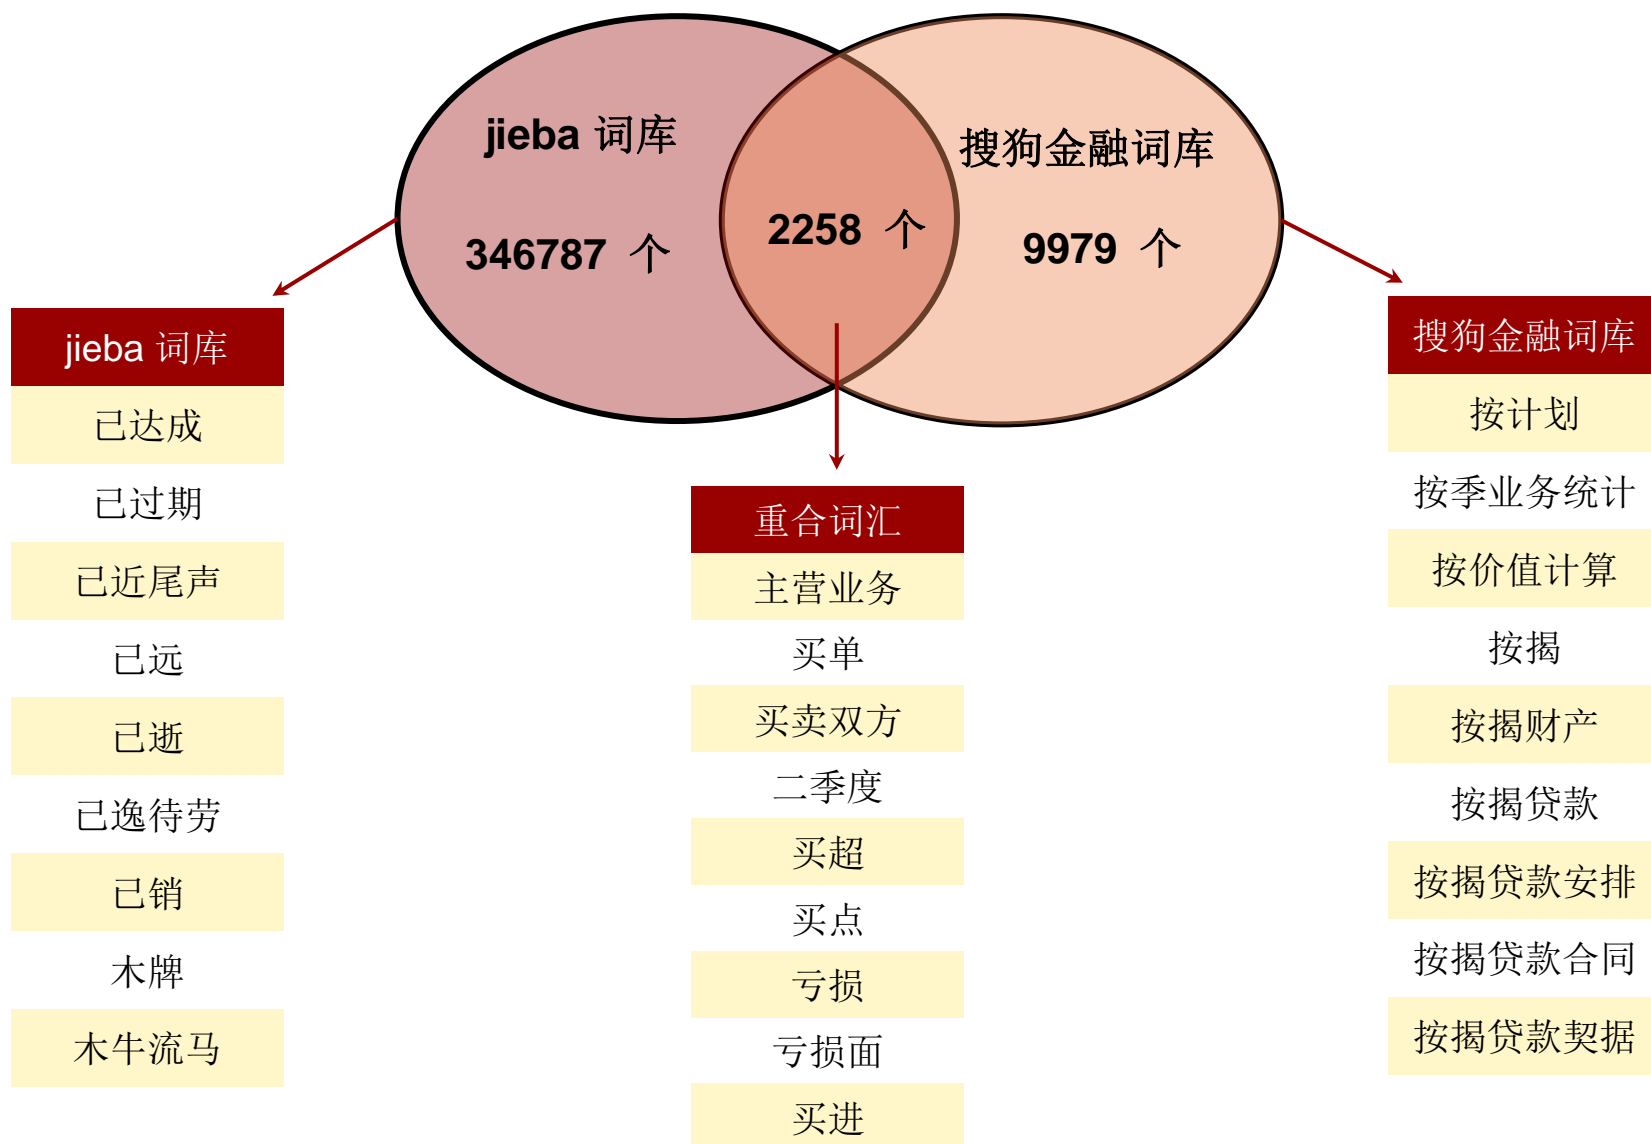 jieba 词库
搜狗金融词库
346787 个
2258 个
9979 个
jieba 词库
已达成
已过期
已近尾声
已远
已逝
已逸待劳
已销
木牌
木牛流马
重合词汇
主营业务
买单
买卖双方
二季度
买超
买点
亏损
亏损面
买进
搜狗金融词库
按计划
按季业务统计
按价值计算
按揭
按揭财产
按揭贷款
按揭贷款安排
按揭贷款合同
按揭贷款契据